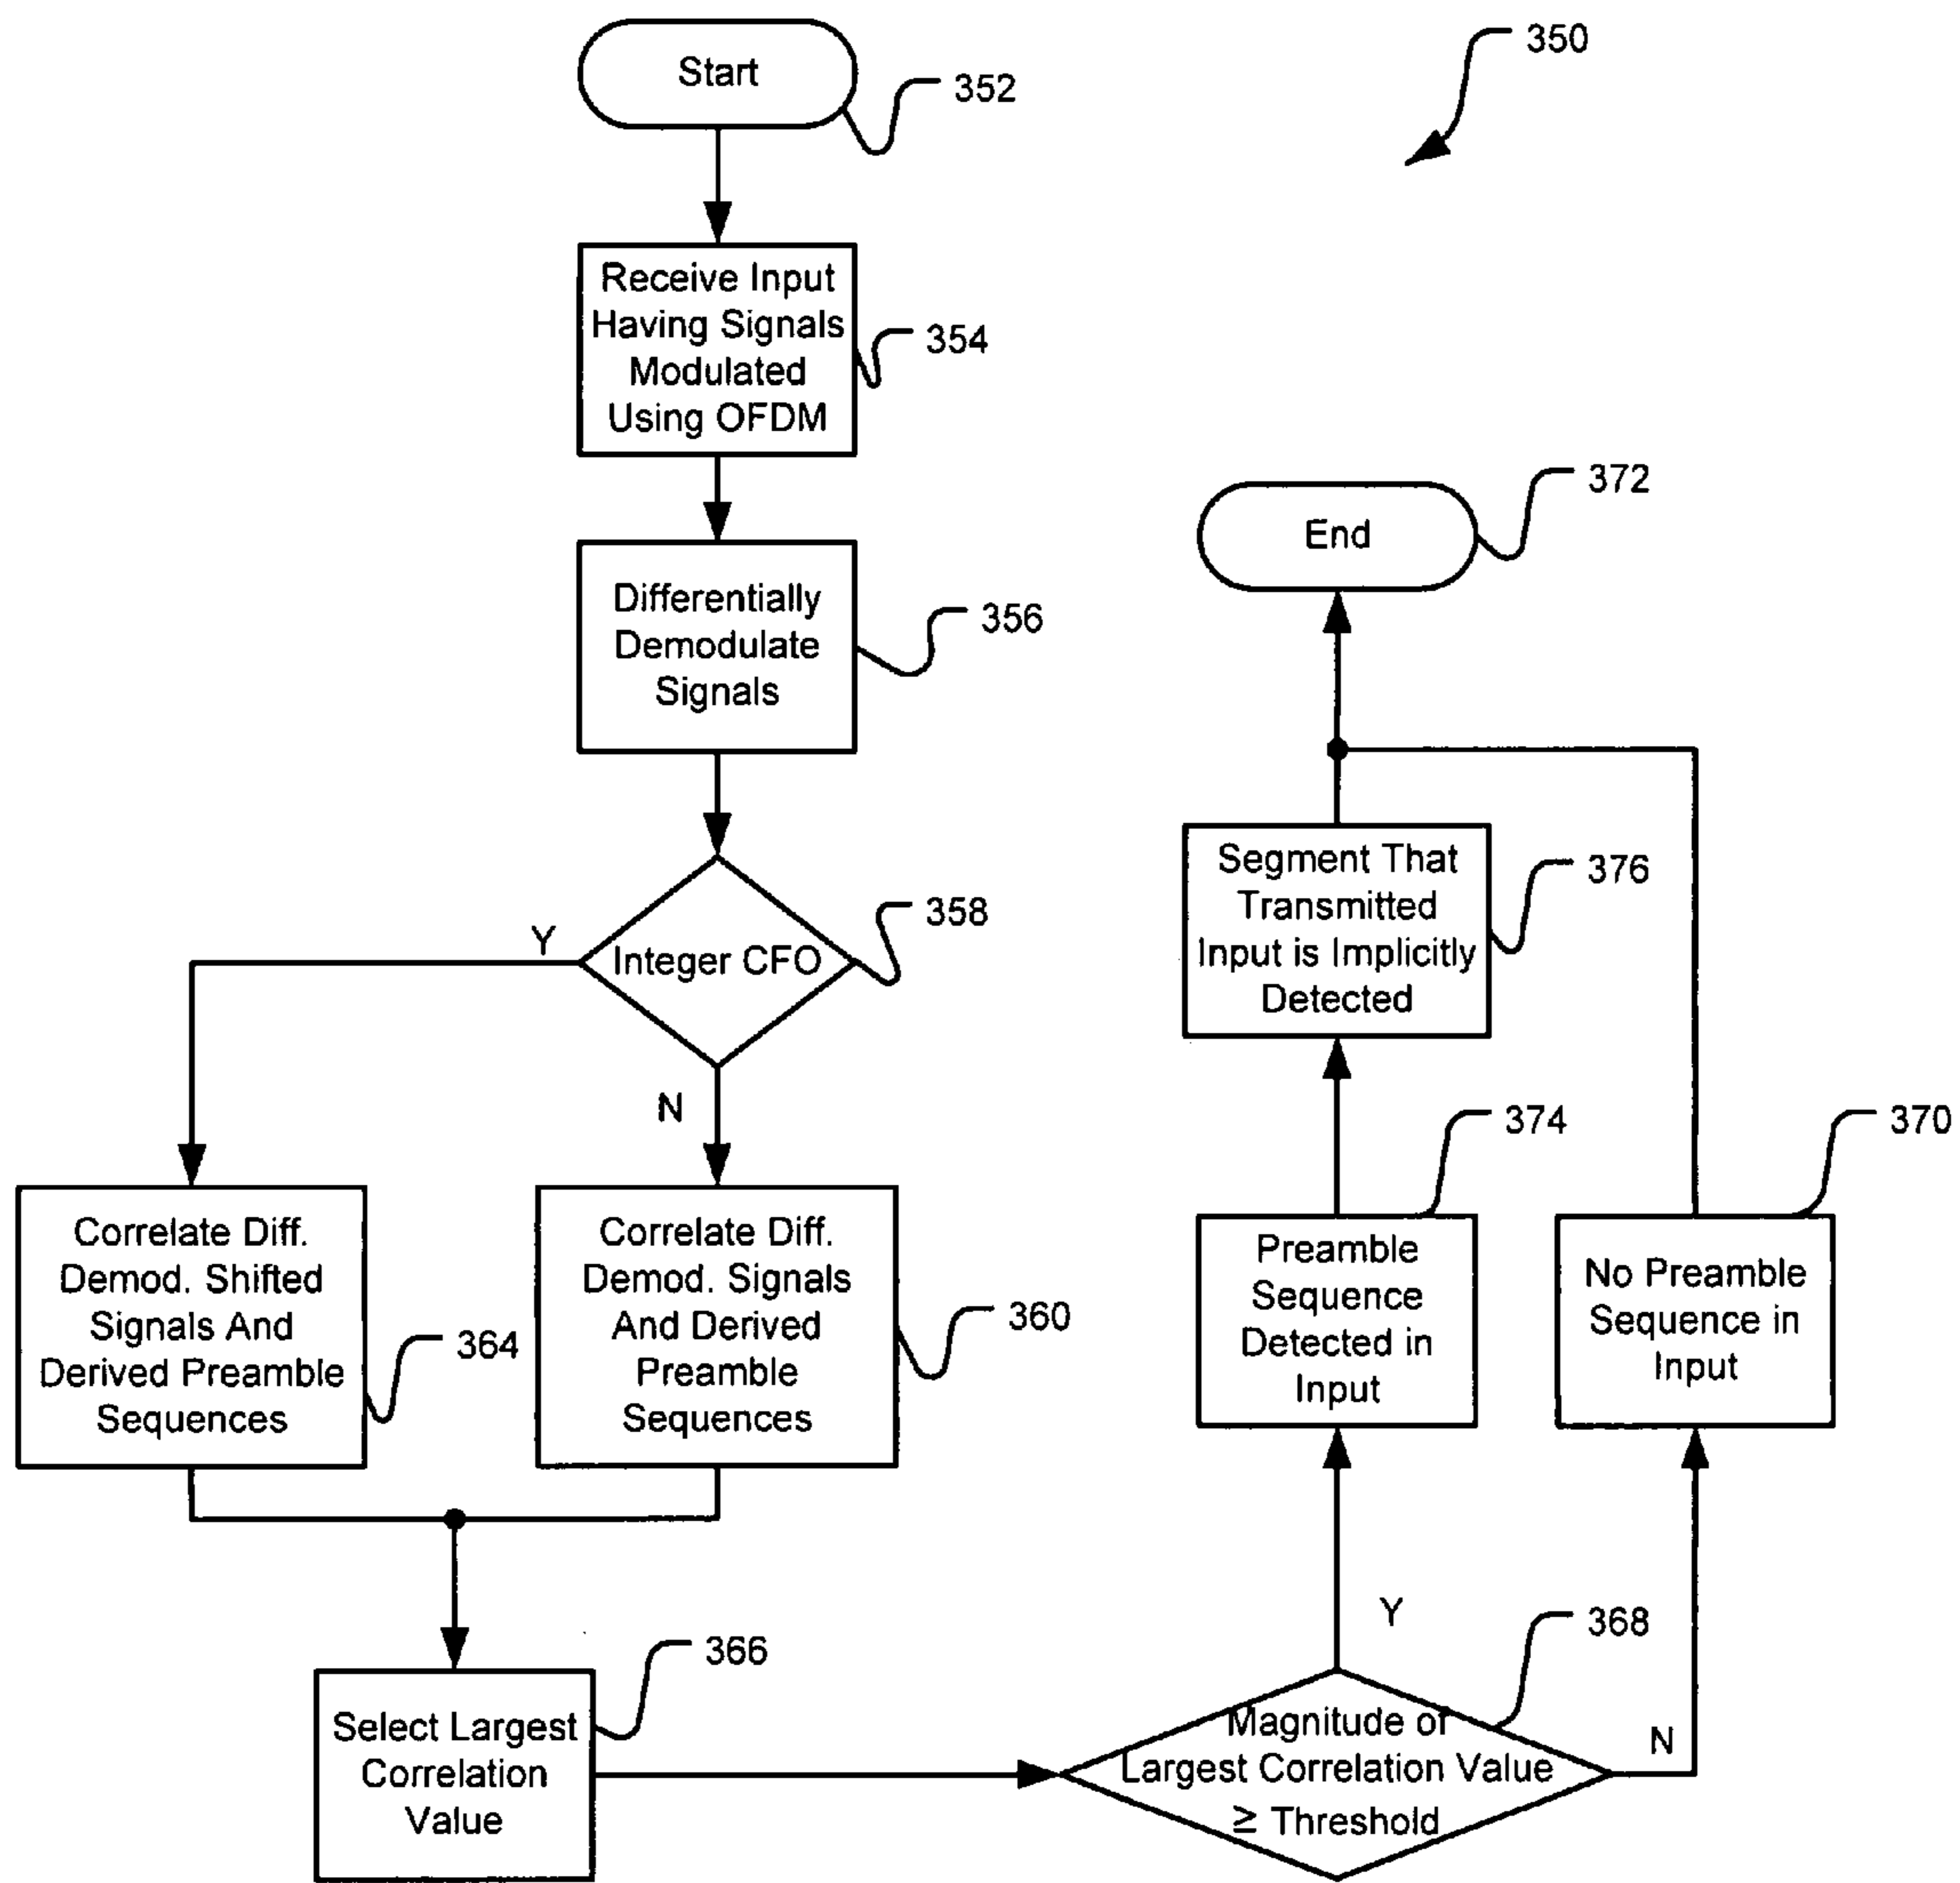 350
Start
352
Receive Input
Having Signals
Modulated
Using OFDM
354
Differentially
Demodulate
Signals
356
Integer CFO
358
Y
N
Correlate Diff.
Demod. Shifted
Signals And
Derived Preamble
Sequences
364
Correlate Diff.
Demod. Signals
And Derived
Preamble
Sequences
360
Select Largest
Correlation
Value
366
Magnitude of
Largest Correlation Value
≥ Threshold
368
Y
N
Preamble
Sequence
Detected in
Input
374
No Preamble
Sequence in
Input
370
Segment That
Transmitted
Input is Implicitly
Detected
376
End
372